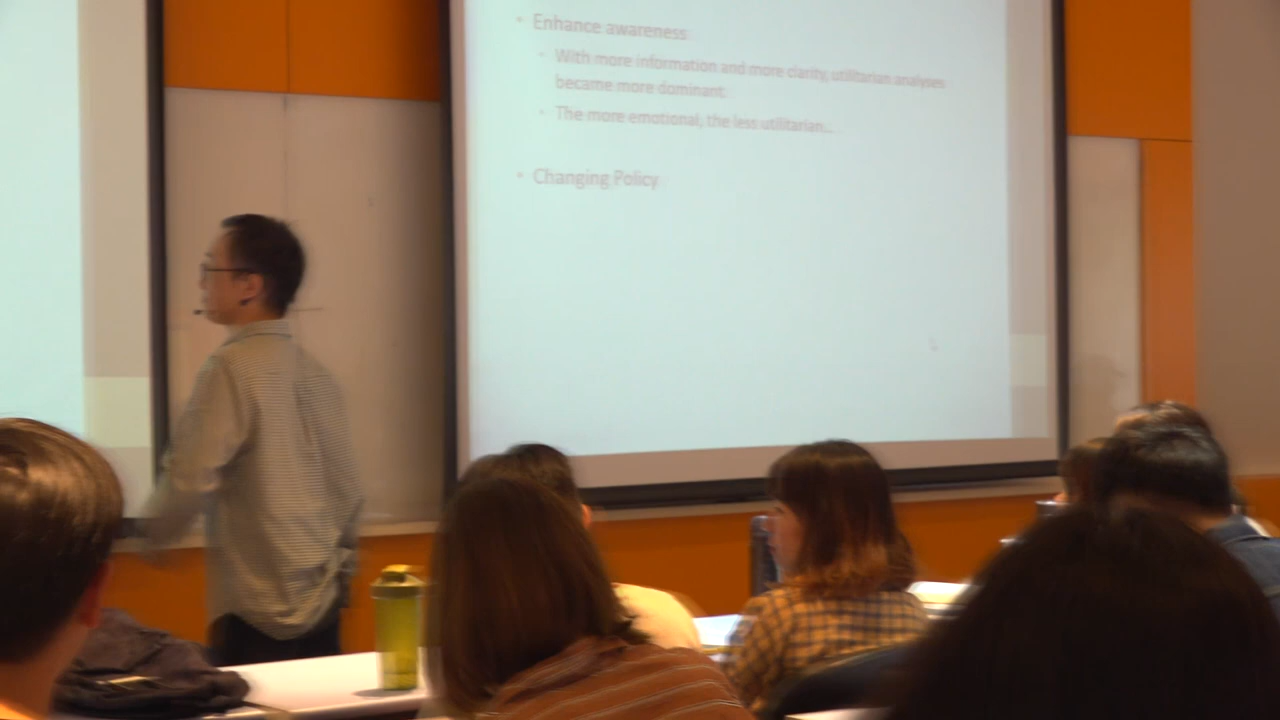 • Enhance awareness:
• With more information and more clarity, utilitarian analyses
became more dominant.
• The more emotional, the less utilitarian…
• Changing Policy